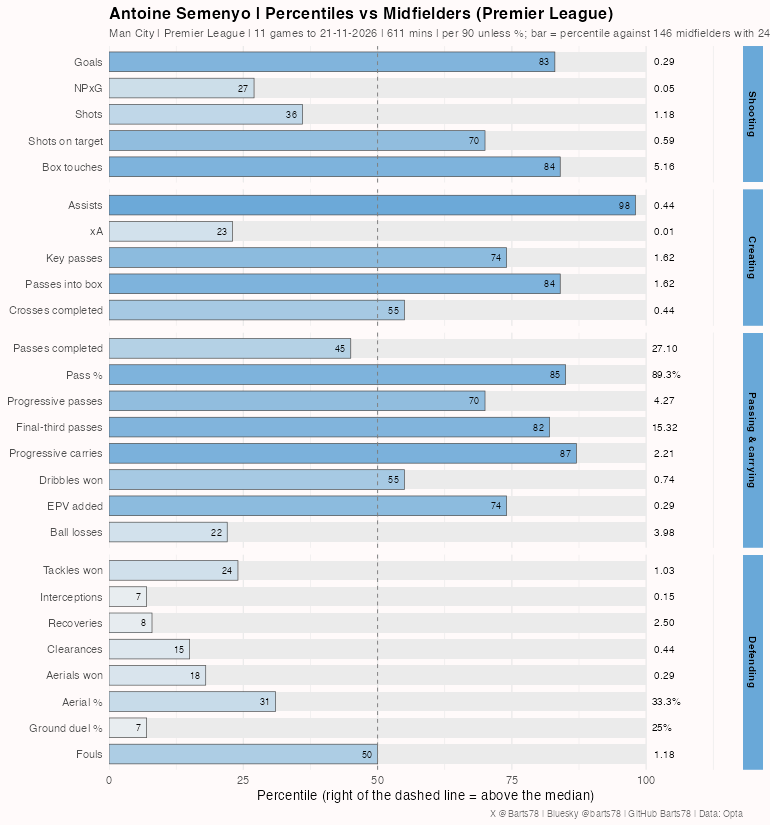 Antoine Semenyo | Percentiles vs Midfielders (Premier League)
Man City | Premier League | 11 games to 21-11-2026 | 611 mins | per 90 unless %; bar = percentile against 146 midfielders with 24
Goals 83 0.29
NPxG 27 0.05
Shots 36 1.18
Shots on target 70 0.59
Box touches 84 5.16
Shooting
Assists 98 0.44
xA 23 0.01
Key passes 74 1.62
Passes into box 84 1.62
Crosses completed 55 0.44
Creating
Passes completed 45 27.10
Pass % 85 89.3%
Progressive passes 70 4.27
Final-third passes 82 15.32
Progressive carries 87 2.21
Dribbles won 55 0.74
EPV added 74 0.29
Ball losses 22 3.98
Passing & carrying
Tackles won 24 1.03
Interceptions 7 0.15
Recoveries 8 2.50
Clearances 15 0.44
Aerials won 18 0.29
Aerial % 31 33.3%
Ground duel % 7 25%
Fouls 50 1.18
Defending
0 25 50 75 100
Percentile (right of the dashed line = above the median)
X @Barts78 | Bluesky @barts78 | GitHub Barts78 | Data: Opta